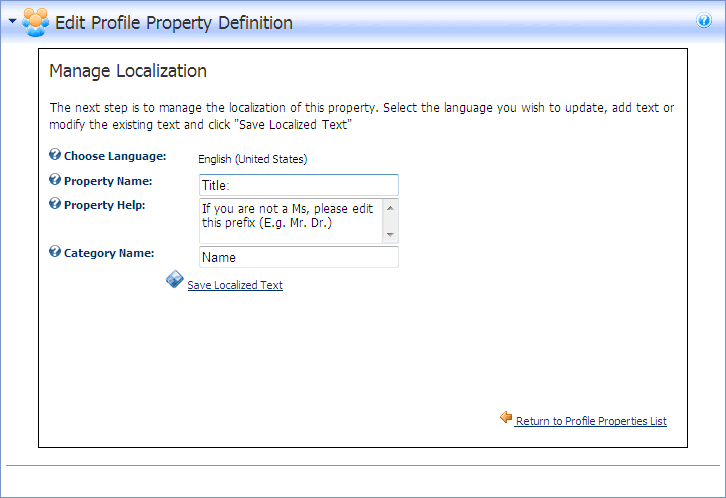 Edit Profile Property Definition
Manage Localization
The next step is to manage the localization of this property. Select the language you wish to update, add text or
modify the existing text and click "Save Localized Text"
Choose Language: English (United States)
Property Name: Title:
Property Help: If you are not a Ms, please edit
this prefix (E.g. Mr. Dr.)
Category Name: Name
Save Localized Text
Return to Profile Properties List